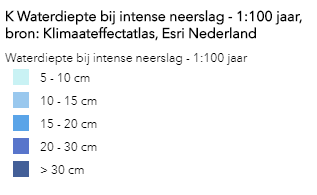 K Waterdiepte bij intense neerslag - 1:100 jaar,
bron: Klimaateffectatlas, Esri Nederland
Waterdiepte bij intense neerslag - 1:100 jaar
5 - 10 cm
10 - 15 cm
15 - 20 cm
20 - 30 cm
> 30 cm